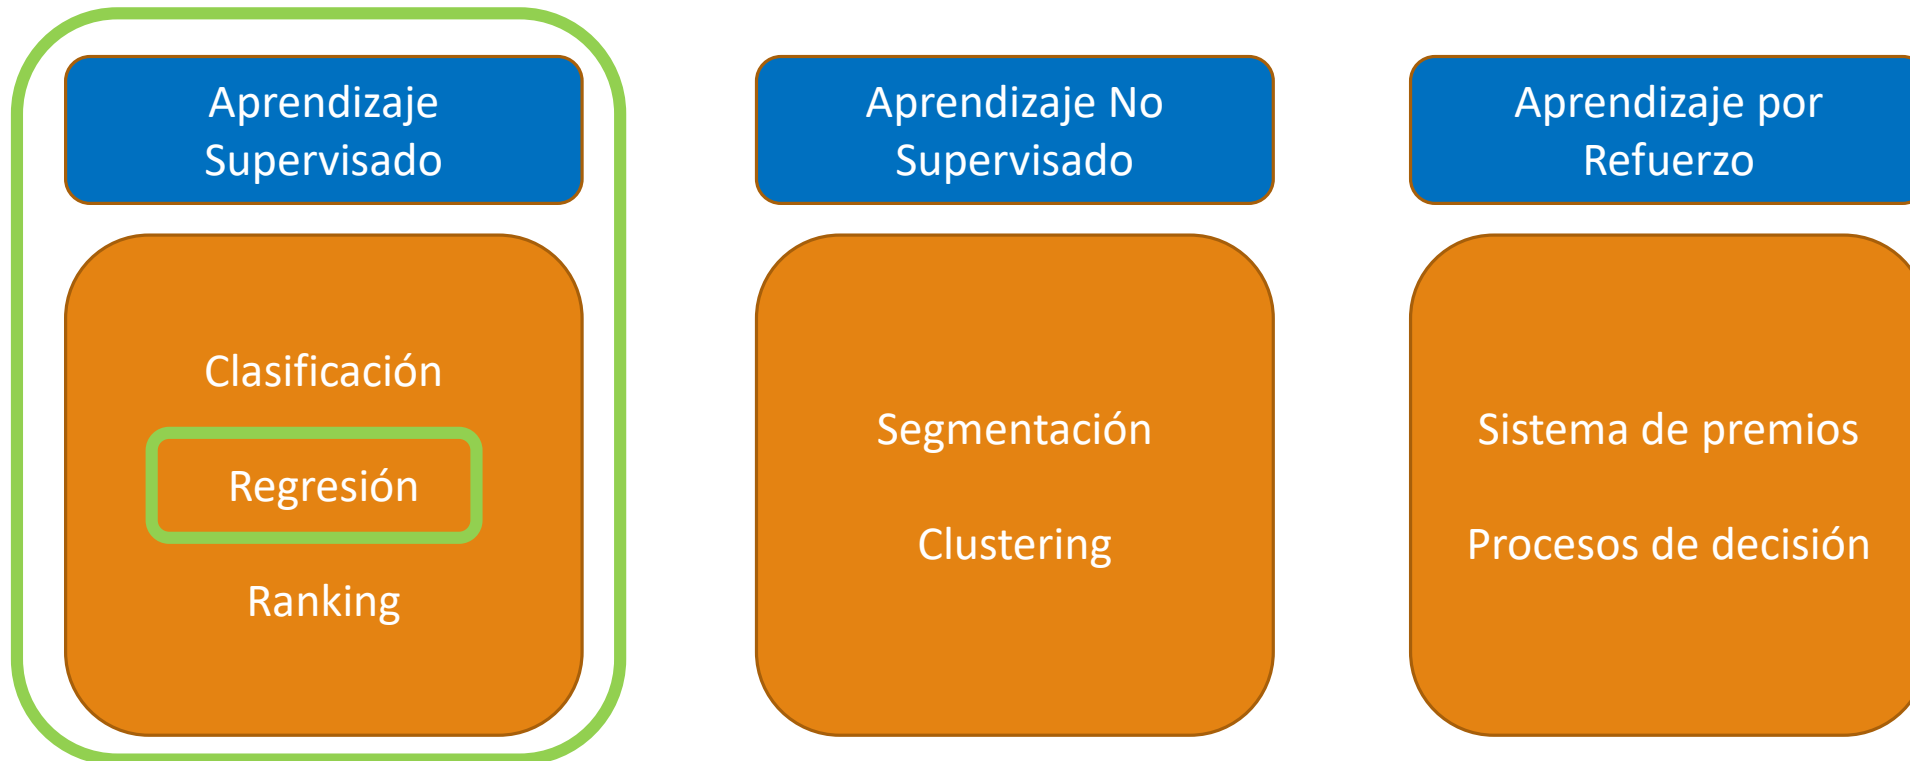 Aprendizaje
Supervisado
Clasificación
Regresión
Ranking
Aprendizaje No
Supervisado
Segmentación
Clustering
Aprendizaje por
Refuerzo
Sistema de premios
Procesos de decisión